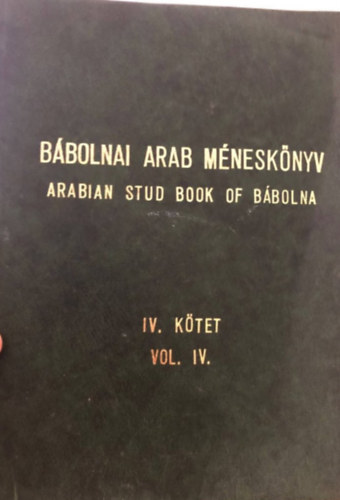 BÁBOLNAI ARAB MÉNESKÖNYV
ARABIAN STUD BOOK OF BÁBOLNA
IV. KÖTET
VOL. IV.